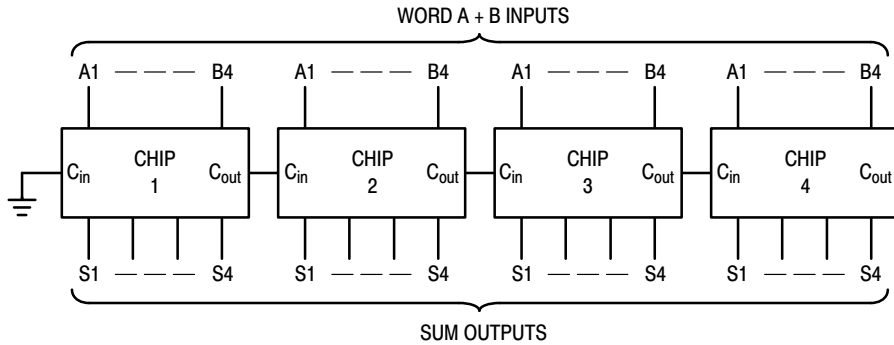 WORD A + B INPUTS
A1 — — — — B4 A1 — — — — B4 A1 — — — — B4 A1 — — — — B4
CHIP CHIP CHIP CHIP
Cin Cout Cin Cout Cin Cout Cin Cout
1 2 3 4
S1 — — — — S4 S1 — — — — S4 S1 — — — — S4 S1 — — — — S4
SUM OUTPUTS